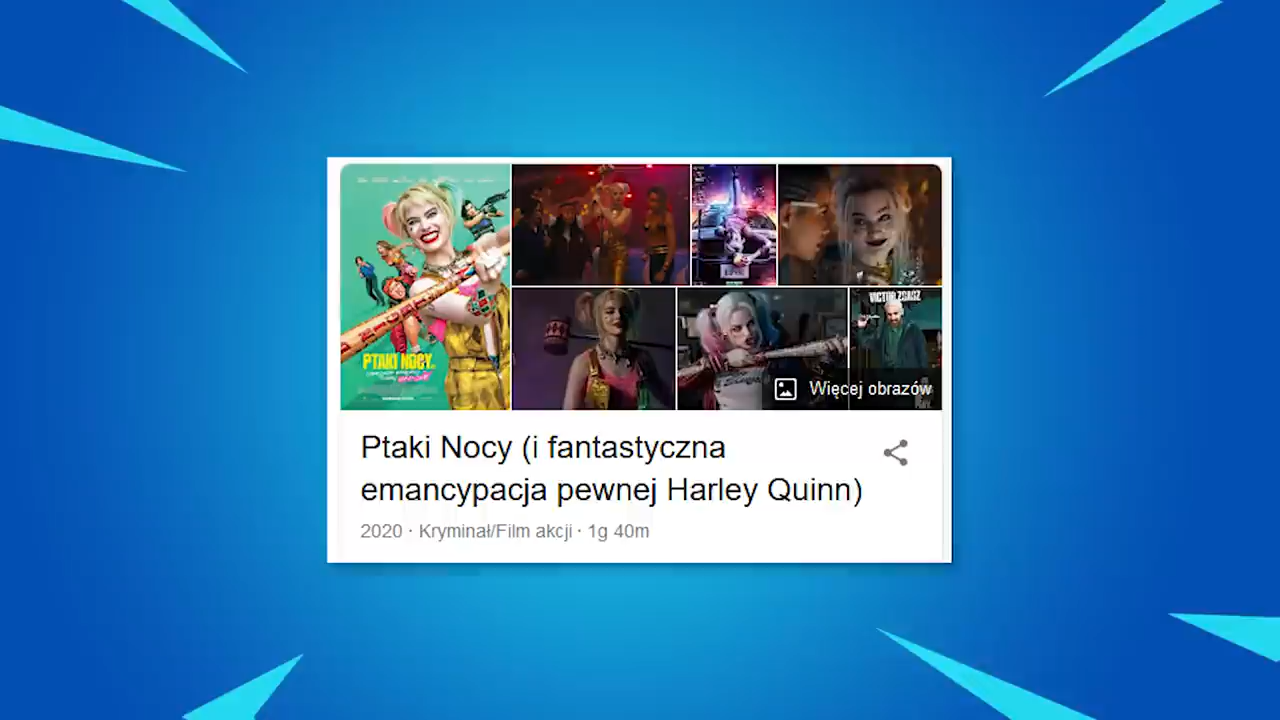 PTAKI NOCY
VICTOR ZSASZ
Więcej obrazów
Ptaki Nocy (i fantastyczna
emancypacja pewnej Harley Quinn)
2020 · Kryminał/Film akcji · 1g 40m